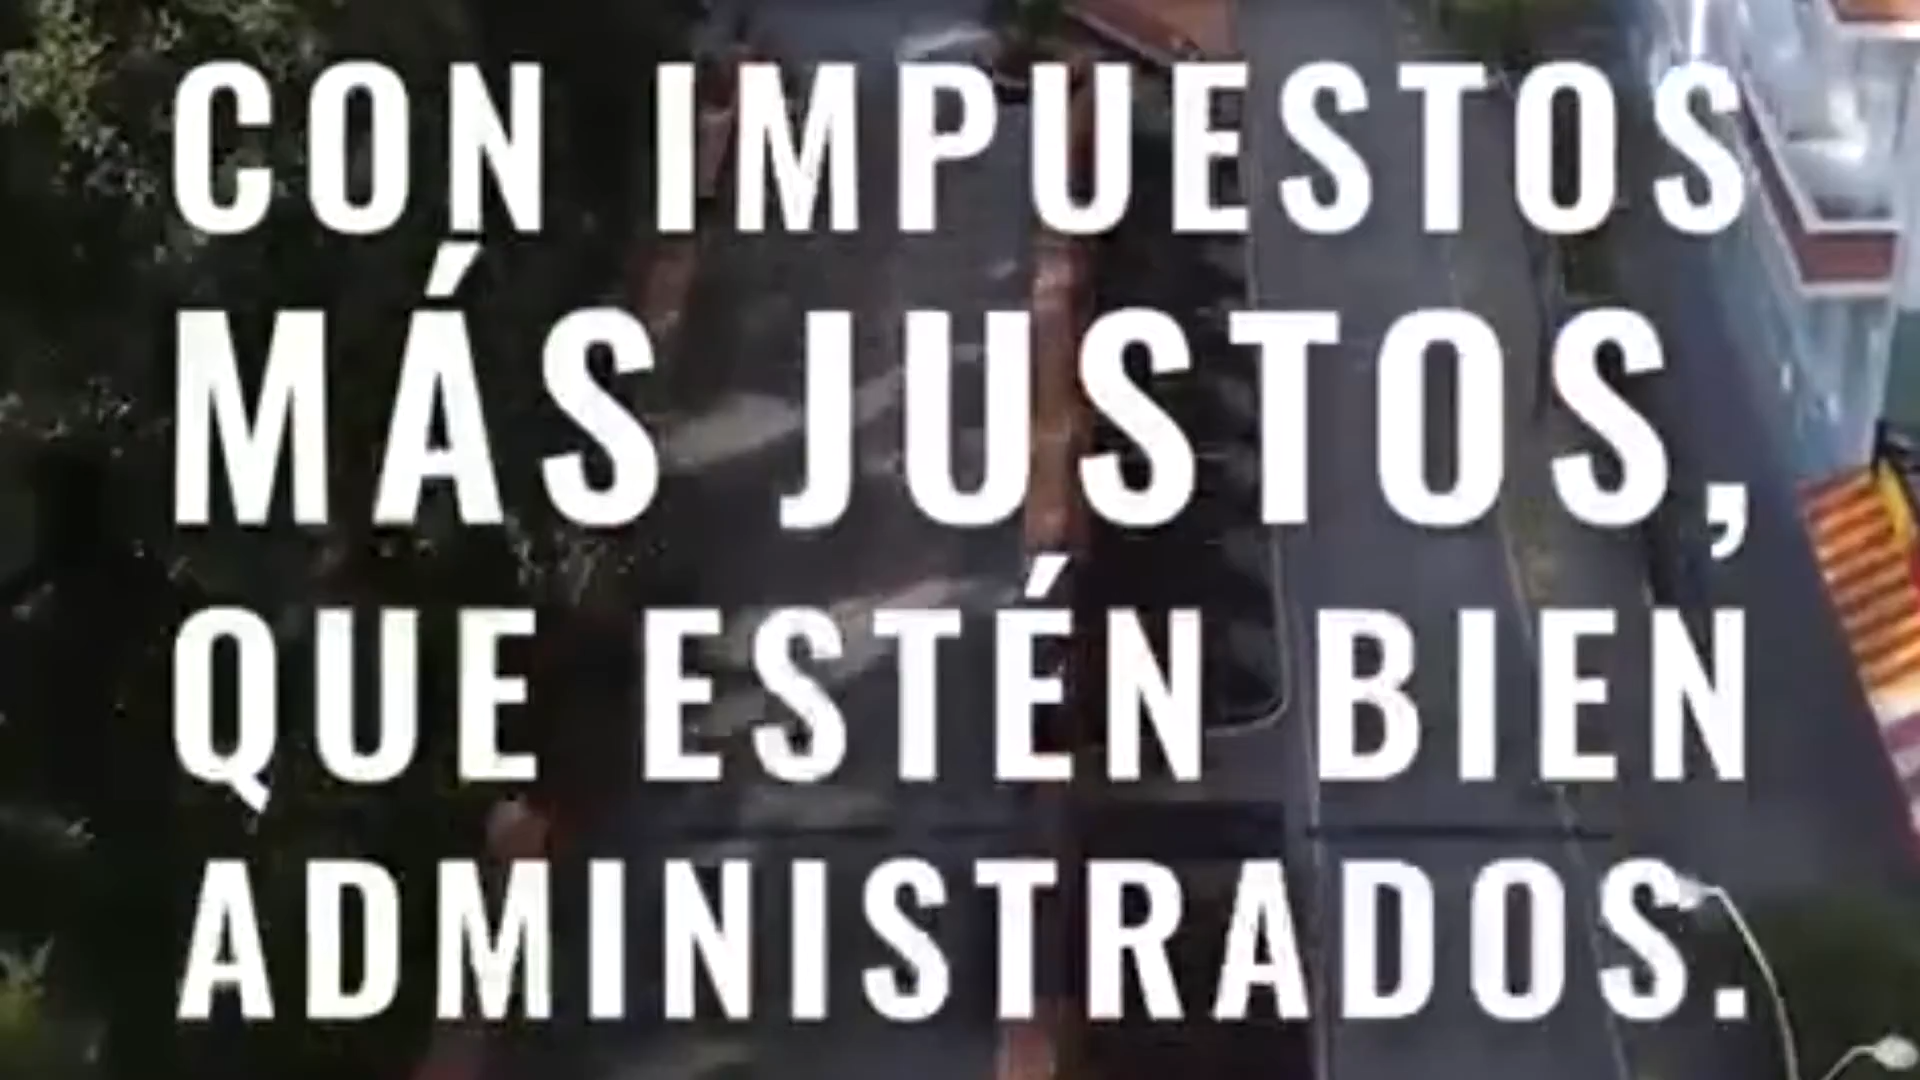 CON IMPUESTOS
MÁS JUSTOS,
QUE ESTÉN BIEN
ADMINISTRADOS.